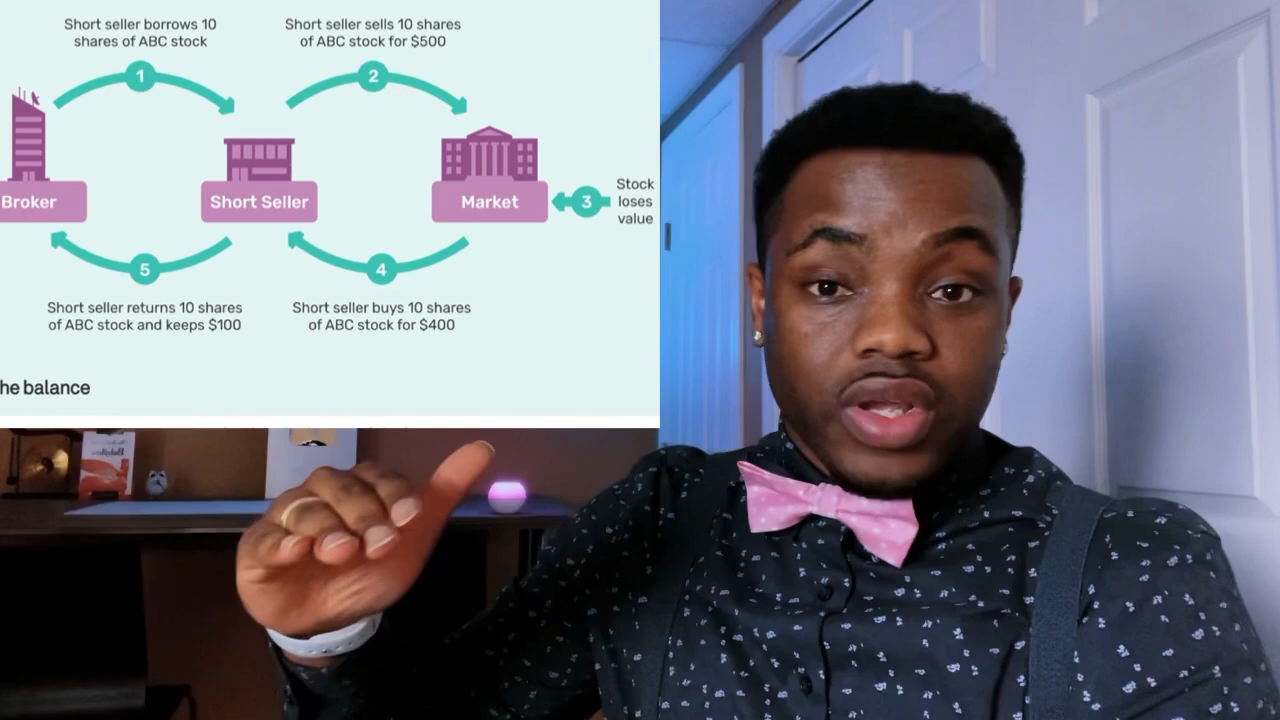 Short seller borrows 10
shares of ABC stock
Short seller sells 10 shares
of ABC stock for $500
1
2
Broker
Short Seller
Market
3
Stock
loses
value
5
4
Short seller returns 10 shares
of ABC stock and keeps $100
Short seller buys 10 shares
of ABC stock for $400
he balance